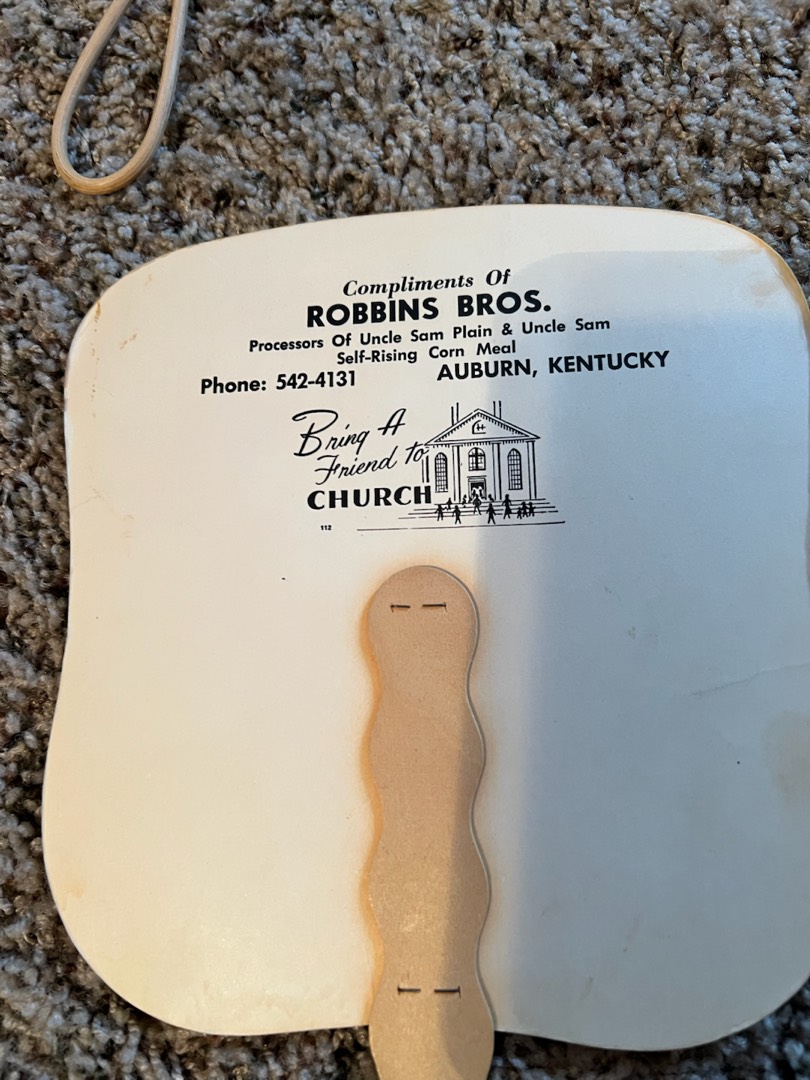 Compliments Of
ROBBINS BROS.
Processors Of Uncle Sam Plain & Uncle Sam
Self-Rising Corn Meal
Phone: 542-4131 AUBURN, KENTUCKY
Bring A
Friend to
CHURCH
112